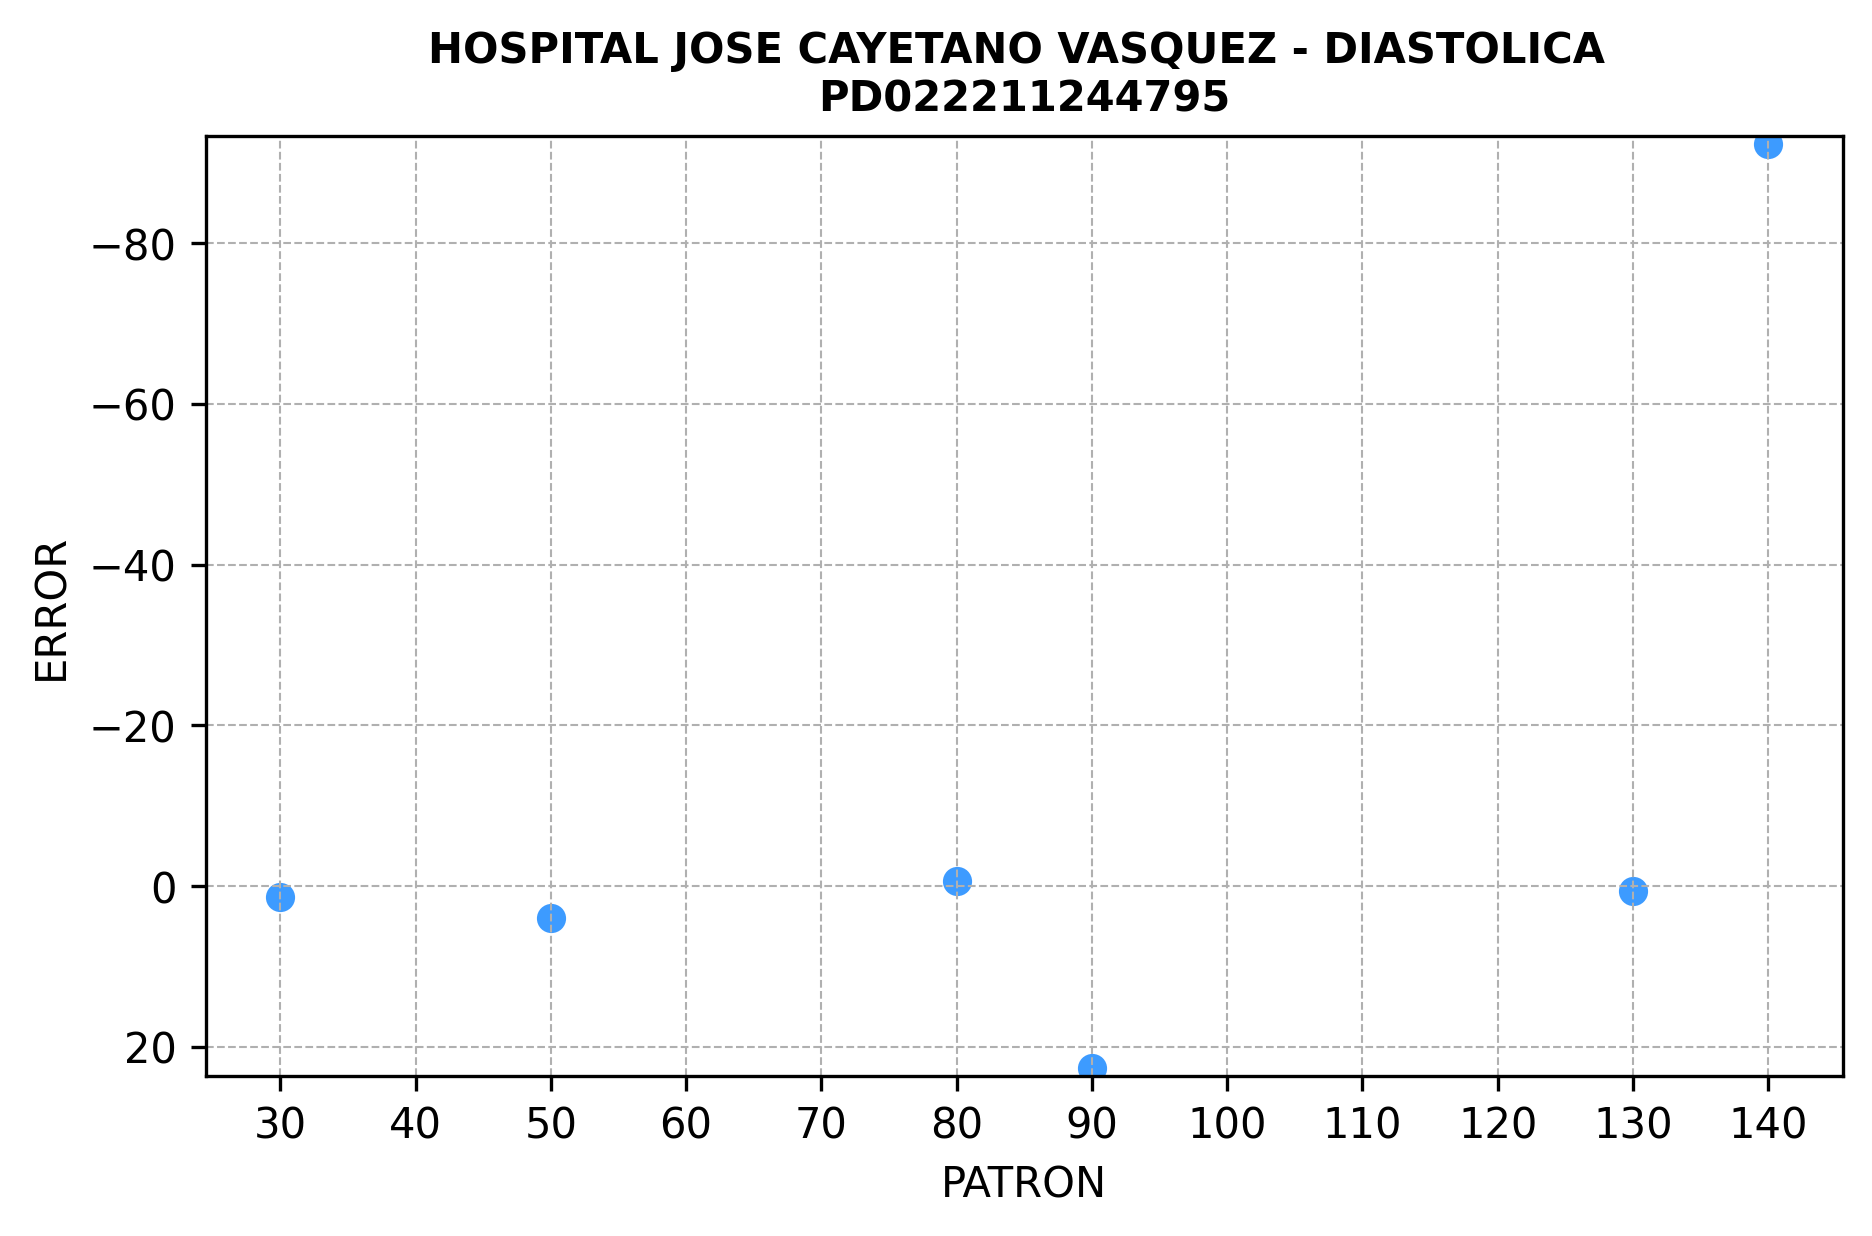 HOSPITAL JOSE CAYETANO VASQUEZ - DIASTOLICA
PD022211244795
−80
−60
−40
−20
0
20
ERROR
30 40 50 60 70 80 90 100 110 120 130 140
PATRON